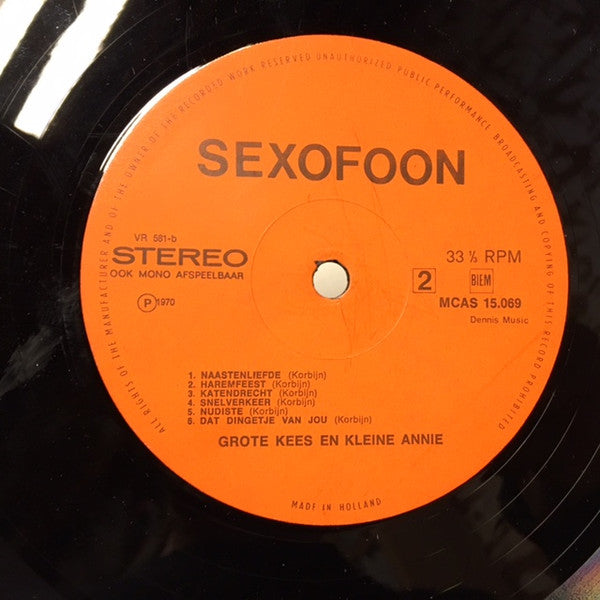 ALL RIGHTS OF THE MANUFACTURER AND OF THE OWNER OF THE RECORDED WORK RESERVED UNAUTHORIZED PUBLIC PERFORMANCE BROADCASTING AND COPYING OF THIS RECORD PROHIBITED
SEXOFOON
VR 581-b
STEREO
OOK MONO AFSPEELBAAR
℗ 1970
33 ⅓ RPM
2 BIEM
MCAS 15.069
Dennis Music
1. NAASTENLIEFDE (Korbijn)
2. HAREMFEEST (Korbijn)
3. KATENDRECHT (Korbijn)
4. SNELVERKEER (Korbijn)
5. NUDISTE (Korbijn)
6. DAT DINGETJE VAN JOU (Korbijn)
GROTE KEES EN KLEINE ANNIE
MADE IN HOLLAND